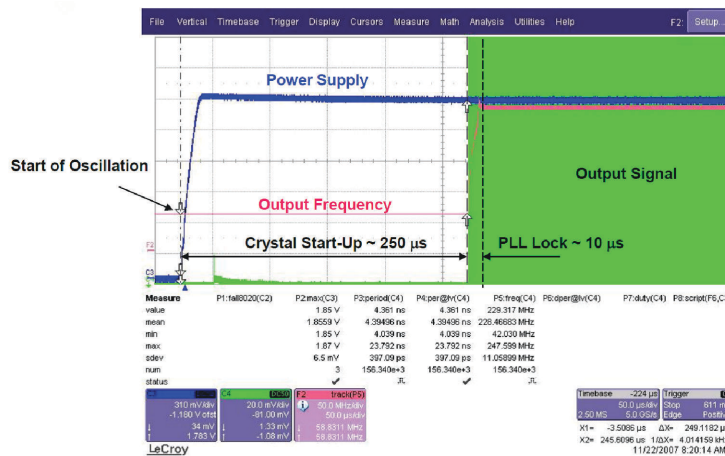 File Vertical Timebase Trigger Display Cursors Measure Math Analysis Utilities Help F2: Setup...
Power Supply
Start of Oscillation
Output Signal
Output Frequency
Crystal Start-Up ~ 250 µs
PLL Lock ~ 10 µs
F2
C3
Measure P1:fall8020(C2) P2:max(C3) P3:period(C4) P4:per@lv(C4) P5:freq(C4) P6:dper@lv(C4) P7:duty(C4) P8:script(F6,C3
value 1.85 V 4.361 ns 4.361 ns 229.317 MHz
mean 1.8559 V 4.39496 ns 4.39496 ns 228.46683 MHz
min 1.85 V 4.039 ns 4.039 ns 42.030 MHz
max 1.87 V 23.792 ns 23.792 ns 247.599 MHz
sdev 6.5 mV 397.09 ps 397.09 ps 11.05899 MHz
num 3 156.340e+3 156.340e+3 156.340e+3
status
C4 F2 track(P5)
310 mV/div 20.0 mV/div 50.0 MHz/div
-1.160 V ofst -81.00 mV 50.0 µs/div
34 mV 1.33 mV 58.8311 MHz
1.783 V -1.08 mV 58.8311 MHz
Timebase -224 µs Trigger
50.0 µs/div Stop 611 m
2.50 MS 5.0 GS/s Edge Positiv
X1= -3.5086 µs ΔX= 249.1182 µs
X2= 245.6096 µs 1/ΔX= 4.014159 kHz
LeCroy
11/22/2007 8:20:14 AM